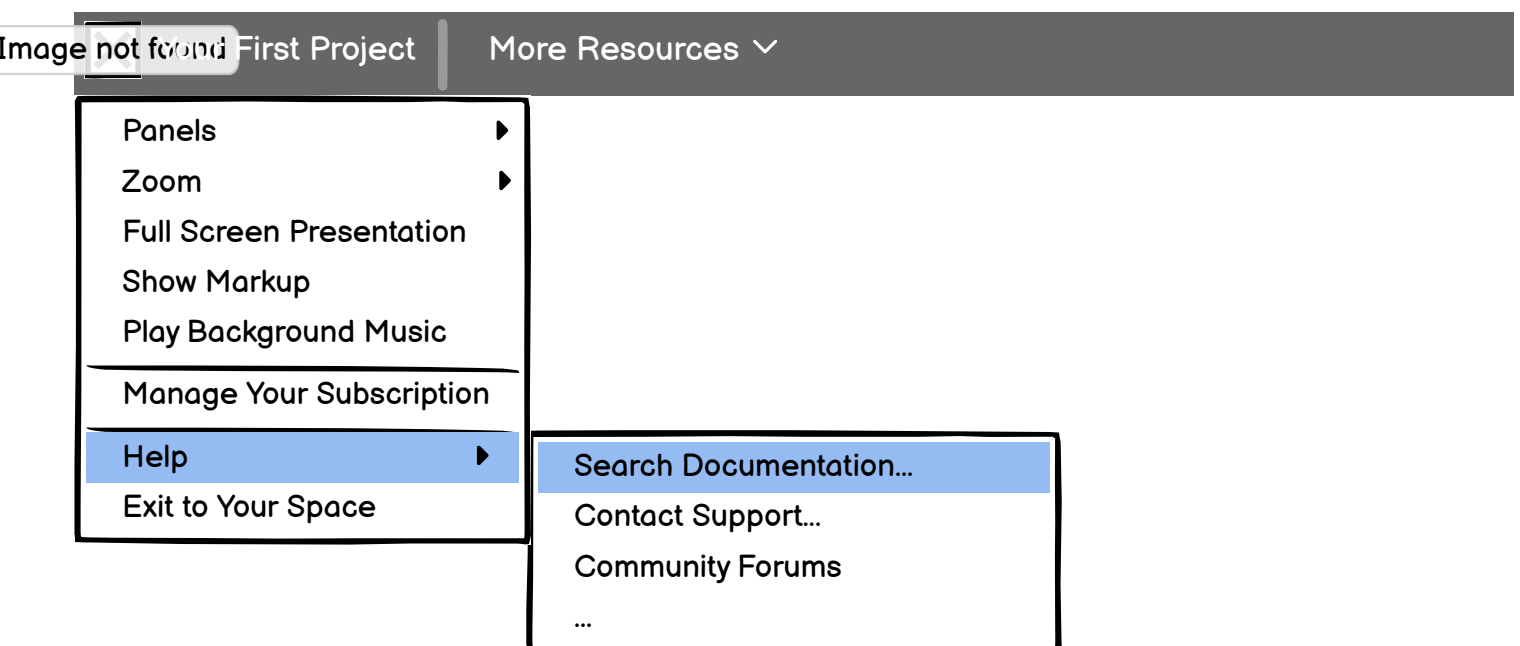 Image not found
Your First Project
More Resources
Panels
Zoom
Full Screen Presentation
Show Markup
Play Background Music
Manage Your Subscription
Help
Search Documentation...
Exit to Your Space
Contact Support...
Community Forums
...